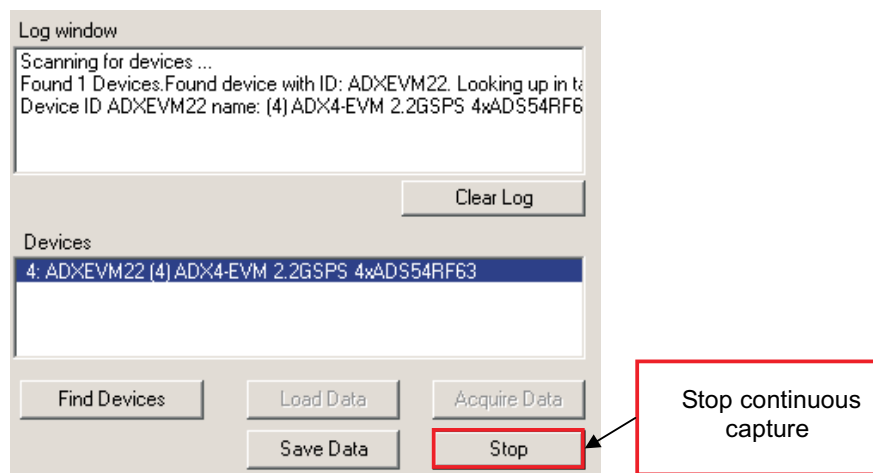 Log window
Scanning for devices ...
Found 1 Devices.Found device with ID: ADXEVM22. Looking up in ta
Device ID ADXEVM22 name: (4) ADX4-EVM 2.2GSPS 4xADS54RF6
Clear Log
Devices
4: ADXEVM22 (4) ADX4-EVM 2.2GSPS 4xADS54RF63
Find Devices
Load Data
Acquire Data
Save Data
Stop
Stop continuous
capture